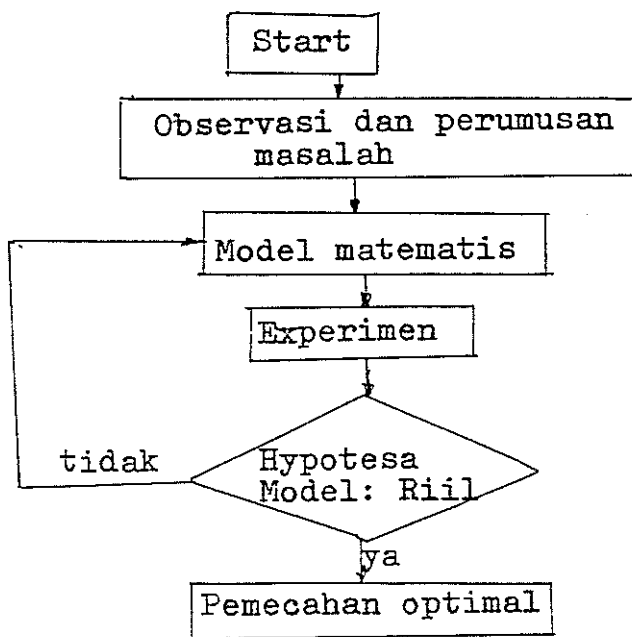 Start
Observasi dan perumusan
masalah
Model matematis
Experimen
tidak
Hypotesa
Model: Riil
ya
Pemecahan optimal